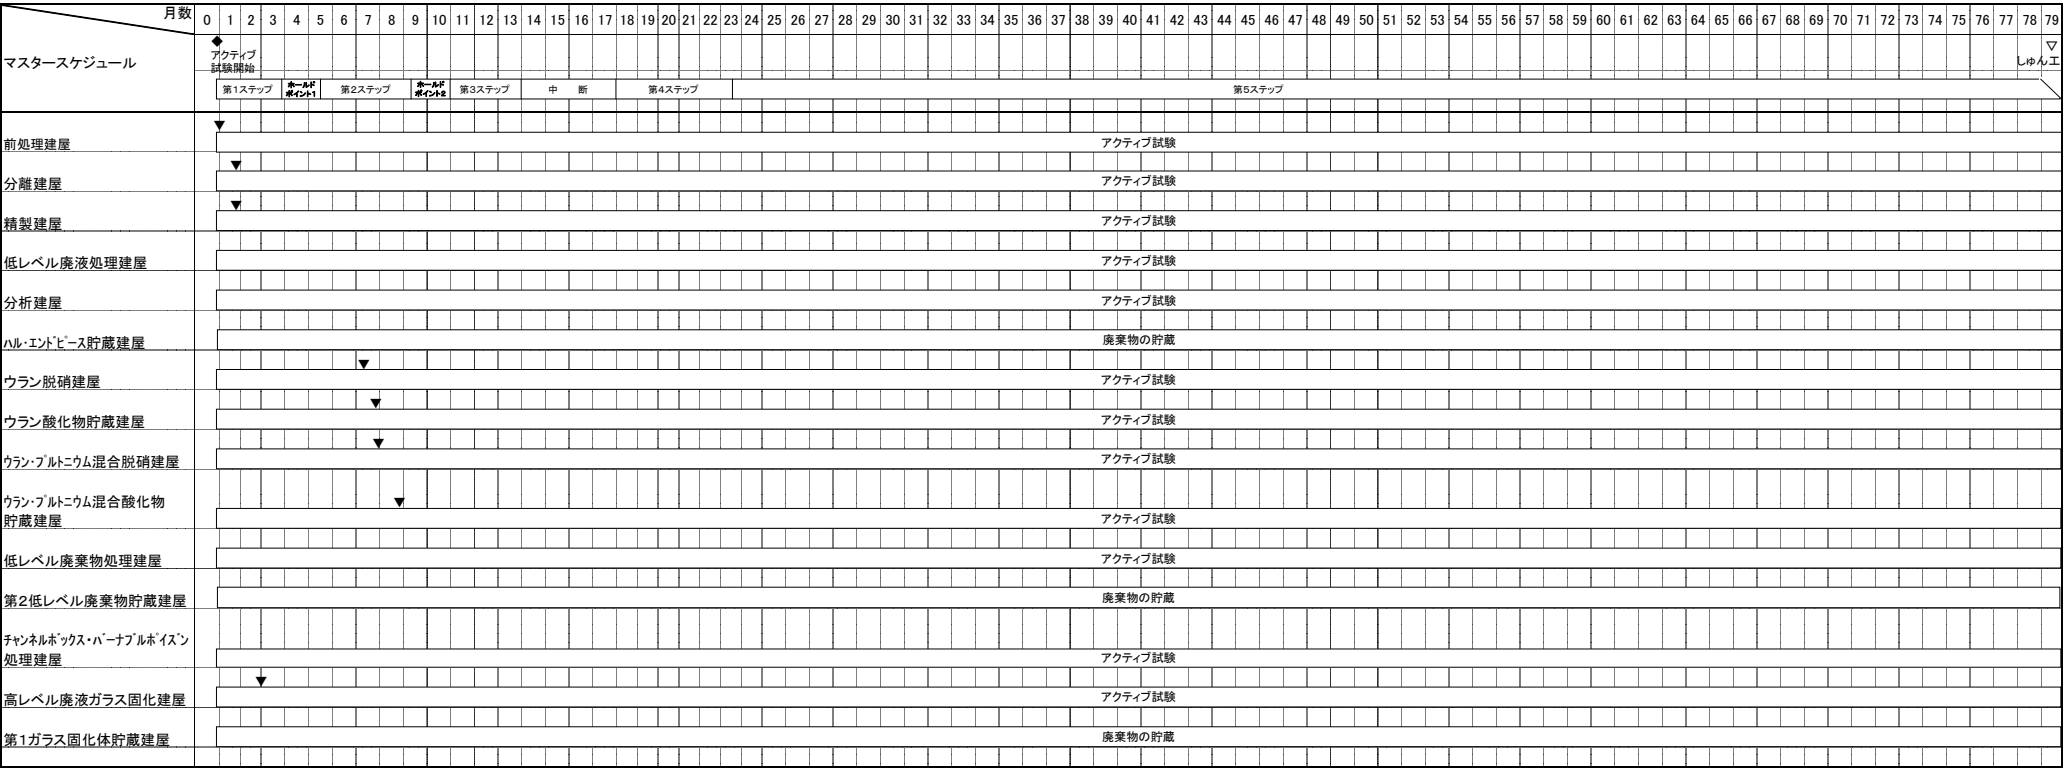 月数 0 1 2 3 4 5 6 7 8 9 10 11 12 13 14 15 16 17 18 19 20 21 22 23 24 25 26 27 28 29 30 31 32 33 34 35 36 37 38 39 40 41 42 43 44 45 46 47 48 49 50 51 52 53 54 55 56 57 58 59 60 61 62 63 64 65 66 67 68 69 70 71 72 73 74 75 76 77 78 79
マスタースケジュール
アクティブ
試験開始
しゅん工
第1ステップ ホールドポイント1 第2ステップ ホールドポイント2 第3ステップ 中 断 第4ステップ 第5ステップ
前処理建屋 アクティブ試験
分離建屋 アクティブ試験
精製建屋 アクティブ試験
低レベル廃液処理建屋 アクティブ試験
分析建屋 アクティブ試験
ﾊﾙ・ｴﾝﾄﾞﾋﾟｰｽ貯蔵建屋 廃棄物の貯蔵
ウラン脱硝建屋 アクティブ試験
ウラン酸化物貯蔵建屋 アクティブ試験
ｳﾗﾝ・ﾌﾟﾙﾄﾆｳﾑ混合脱硝建屋 アクティブ試験
ｳﾗﾝ・ﾌﾟﾙﾄﾆｳﾑ混合酸化物
貯蔵建屋 アクティブ試験
低レベル廃棄物処理建屋 アクティブ試験
第2低レベル廃棄物貯蔵建屋 廃棄物の貯蔵
ﾁｬﾝﾈﾙﾎﾞｯｸｽ・ﾊﾞｰﾅﾌﾞﾙﾎﾟｲｽﾞﾝ
処理建屋 アクティブ試験
高レベル廃液ガラス固化建屋 アクティブ試験
第1ガラス固化体貯蔵建屋 廃棄物の貯蔵